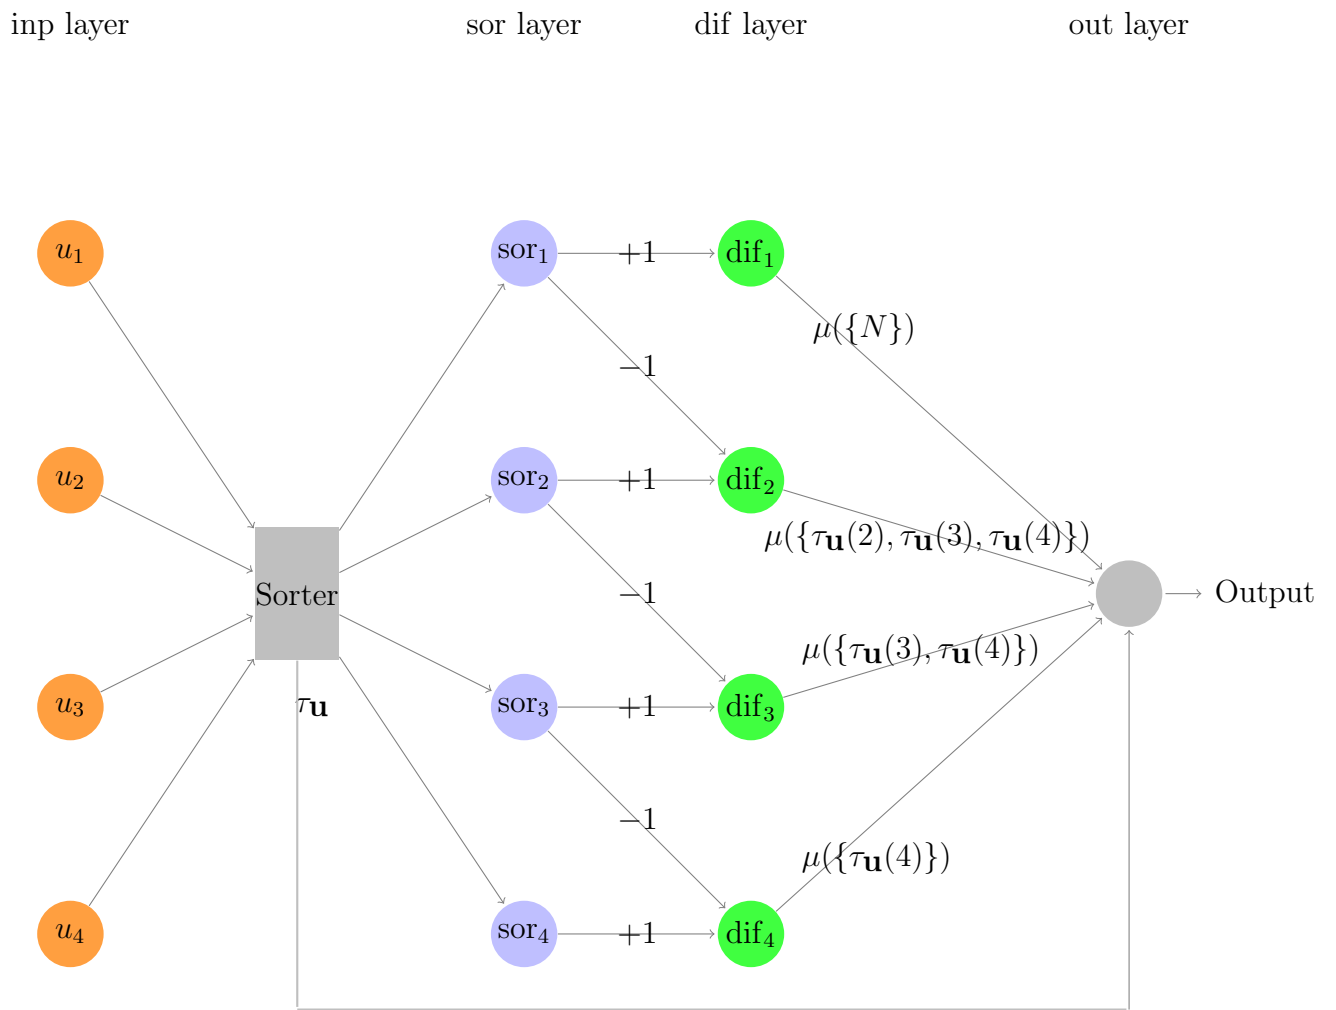 inp layer sor layer dif layer out layer
u₁ sor₁ +1 dif₁
μ({N})
−1
u₂ sor₂ +1 dif₂
μ({τ𝐮(2), τ𝐮(3), τ𝐮(4)})
Sorter −1 Output
μ({τ𝐮(3), τ𝐮(4)})
u₃ τ𝐮 sor₃ +1 dif₃
−1
μ({τ𝐮(4)})
u₄ sor₄ +1 dif₄